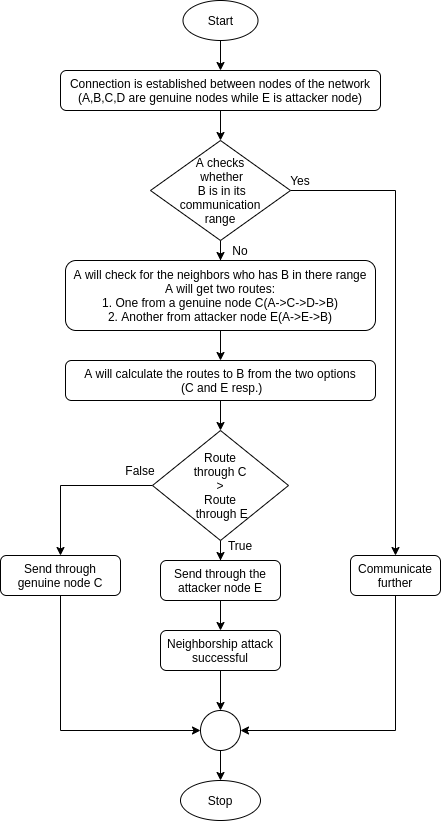 Start
Connection is established between nodes of the network
(A,B,C,D are genuine nodes while E is attacker node)
A checks
whether
B is in its
communication
range
Yes
No
A will check for the neighbors who has B in there range
A will get two routes:
1. One from a genuine node C(A->C->D->B)
2. Another from attacker node E(A->E->B)
A will calculate the routes to B from the two options
(C and E resp.)
Route
through C
>
Route
through E
False
True
Send through
genuine node C
Send through the
attacker node E
Communicate
further
Neighborship attack
successful
Stop